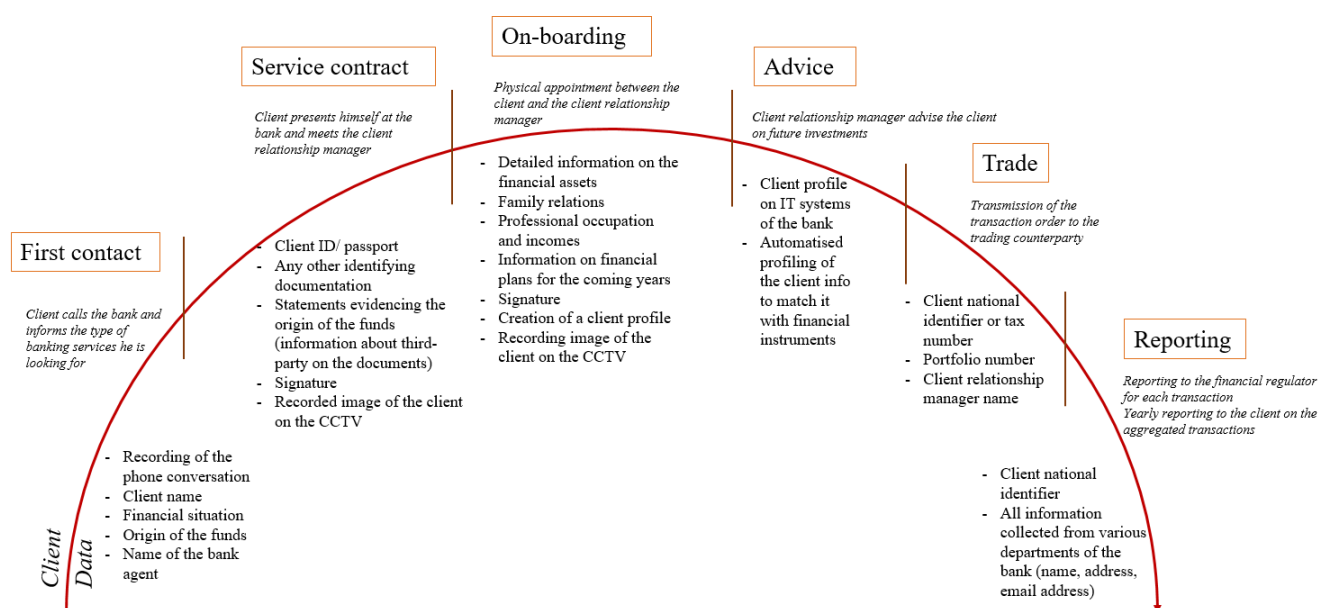 First contact
Client calls the bank and
informs the type of
banking services he is
looking for
- Recording of the
phone conversation
- Client name
- Financial situation
- Origin of the funds
- Name of the bank
agent
Client
Data
Service contract
Client presents himself at the
bank and meets the client
relationship manager
- Client ID/ passport
- Any other identifying
documentation
- Statements evidencing the
origin of the funds
(information about third-
party on the documents)
- Signature
- Recorded image of the client
on the CCTV
On-boarding
Physical appointment between the
client and the client relationship
manager
- Detailed information on the
financial assets
- Family relations
- Professional occupation
and incomes
- Information on financial
plans for the coming years
- Signature
- Creation of a client profile
- Recording image of the
client on the CCTV
Advice
Client relationship manager advise the client
on future investments
- Client profile
on IT systems
of the bank
- Automatised
profiling of
the client info
to match it
with financial
instruments
Trade
Transmission of the
transaction order to the
trading counterparty
- Client national
identifier or tax
number
- Portfolio number
- Client relationship
manager name
Reporting
Reporting to the financial regulator
for each transaction
Yearly reporting to the client on the
aggregated transactions
- Client national
identifier
- All information
collected from various
departments of the
bank (name, address,
email address)